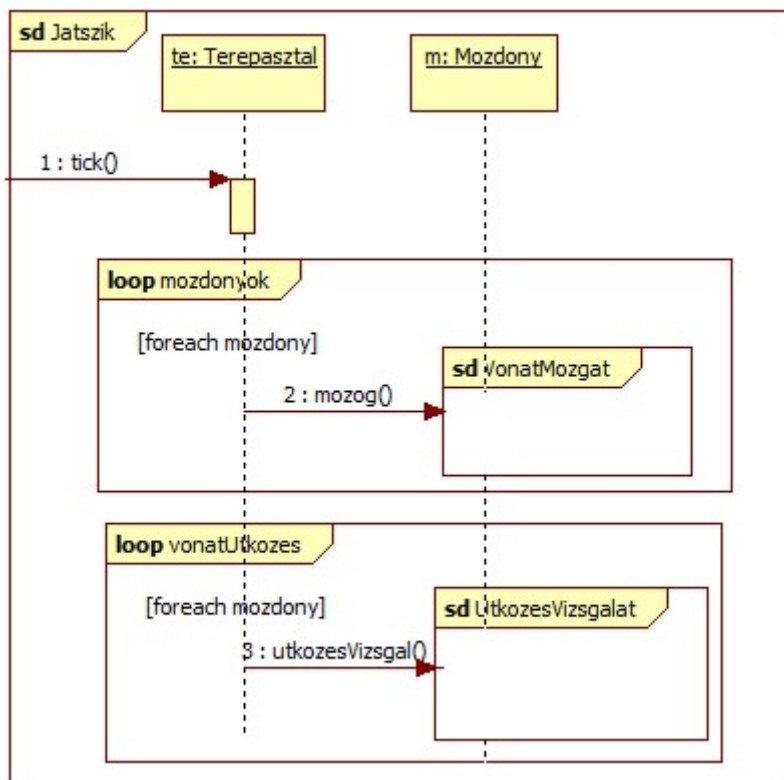 sd Jatszik
te: Terepasztal
m: Mozdony
1 : tick()
loop mozdonyok
[foreach mozdony]
sd VonatMozgat
2 : mozog()
loop vonatUtkozes
[foreach mozdony]
sd UtkozesVizsgalat
3 : utkozesVizsgal()